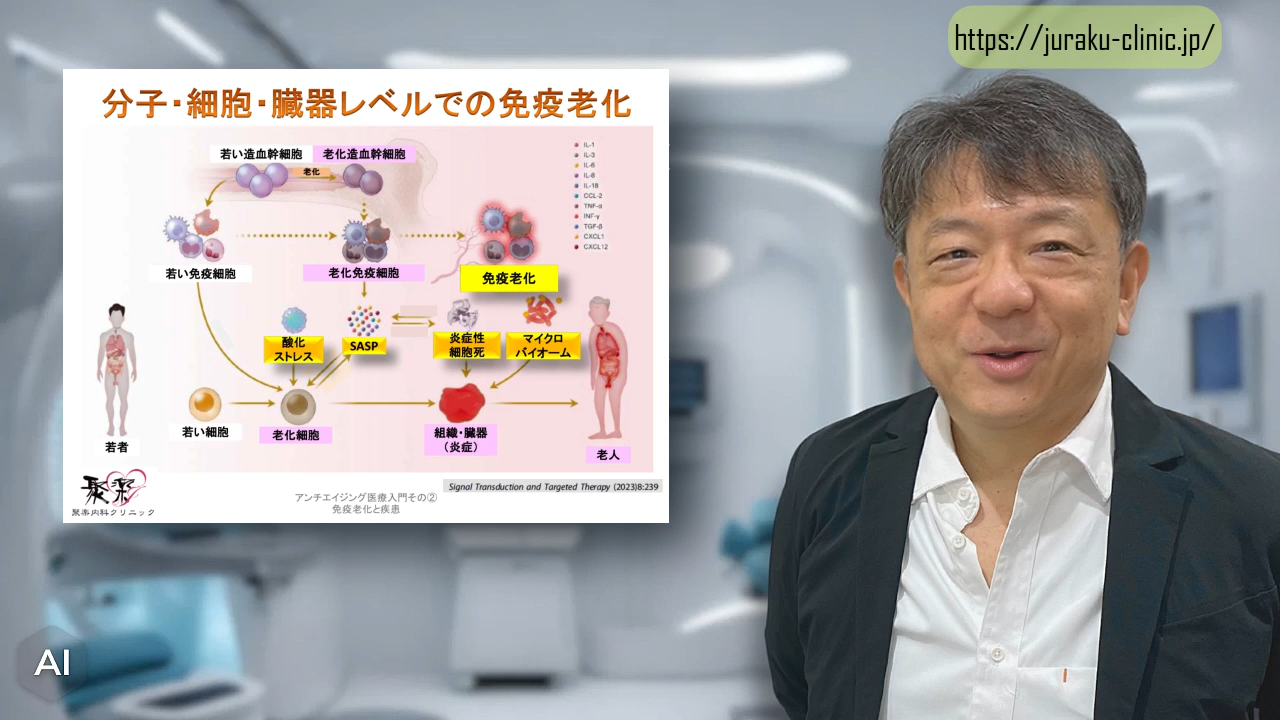 https://juraku-clinic.jp/
分子・細胞・臓器レベルでの免疫老化
若い造血幹細胞
老化造血幹細胞
老化
IL-1
IL-3
IL-6
IL-8
IL-18
CCL-2
TNF-α
INF-γ
TGF-β
CXCL1
CXCL12
若い免疫細胞
老化免疫細胞
免疫老化
酸化
ストレス
SASP
炎症性
細胞死
マイクロ
バイオーム
若い細胞
老化細胞
組織・臓器
(炎症)
若者
老人
聚楽内科クリニック
アンチエイジング医療入門その②
免疫老化と疾患
Signal Transduction and Targeted Therapy (2023)8:239
AI